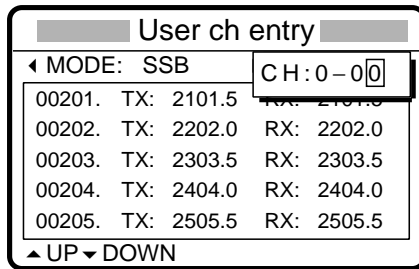 User ch entry
MODE: SSB
CH:0–00
00201. TX: 2101.5
00202. TX: 2202.0 RX: 2202.0
00203. TX: 2303.5 RX: 2303.5
00204. TX: 2404.0 RX: 2404.0
00205. TX: 2505.5 RX: 2505.5
UP DOWN